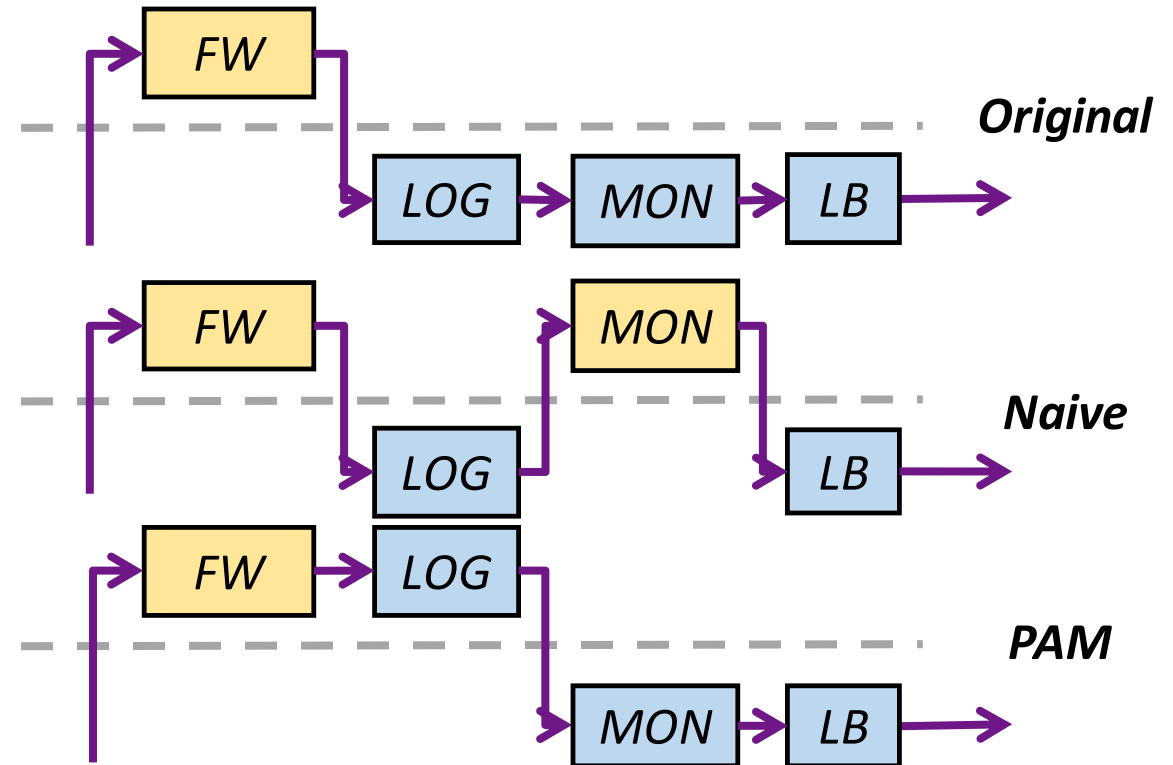 FW
Original
LOG MON LB
FW MON
Naive
LOG LB
FW LOG
PAM
MON LB